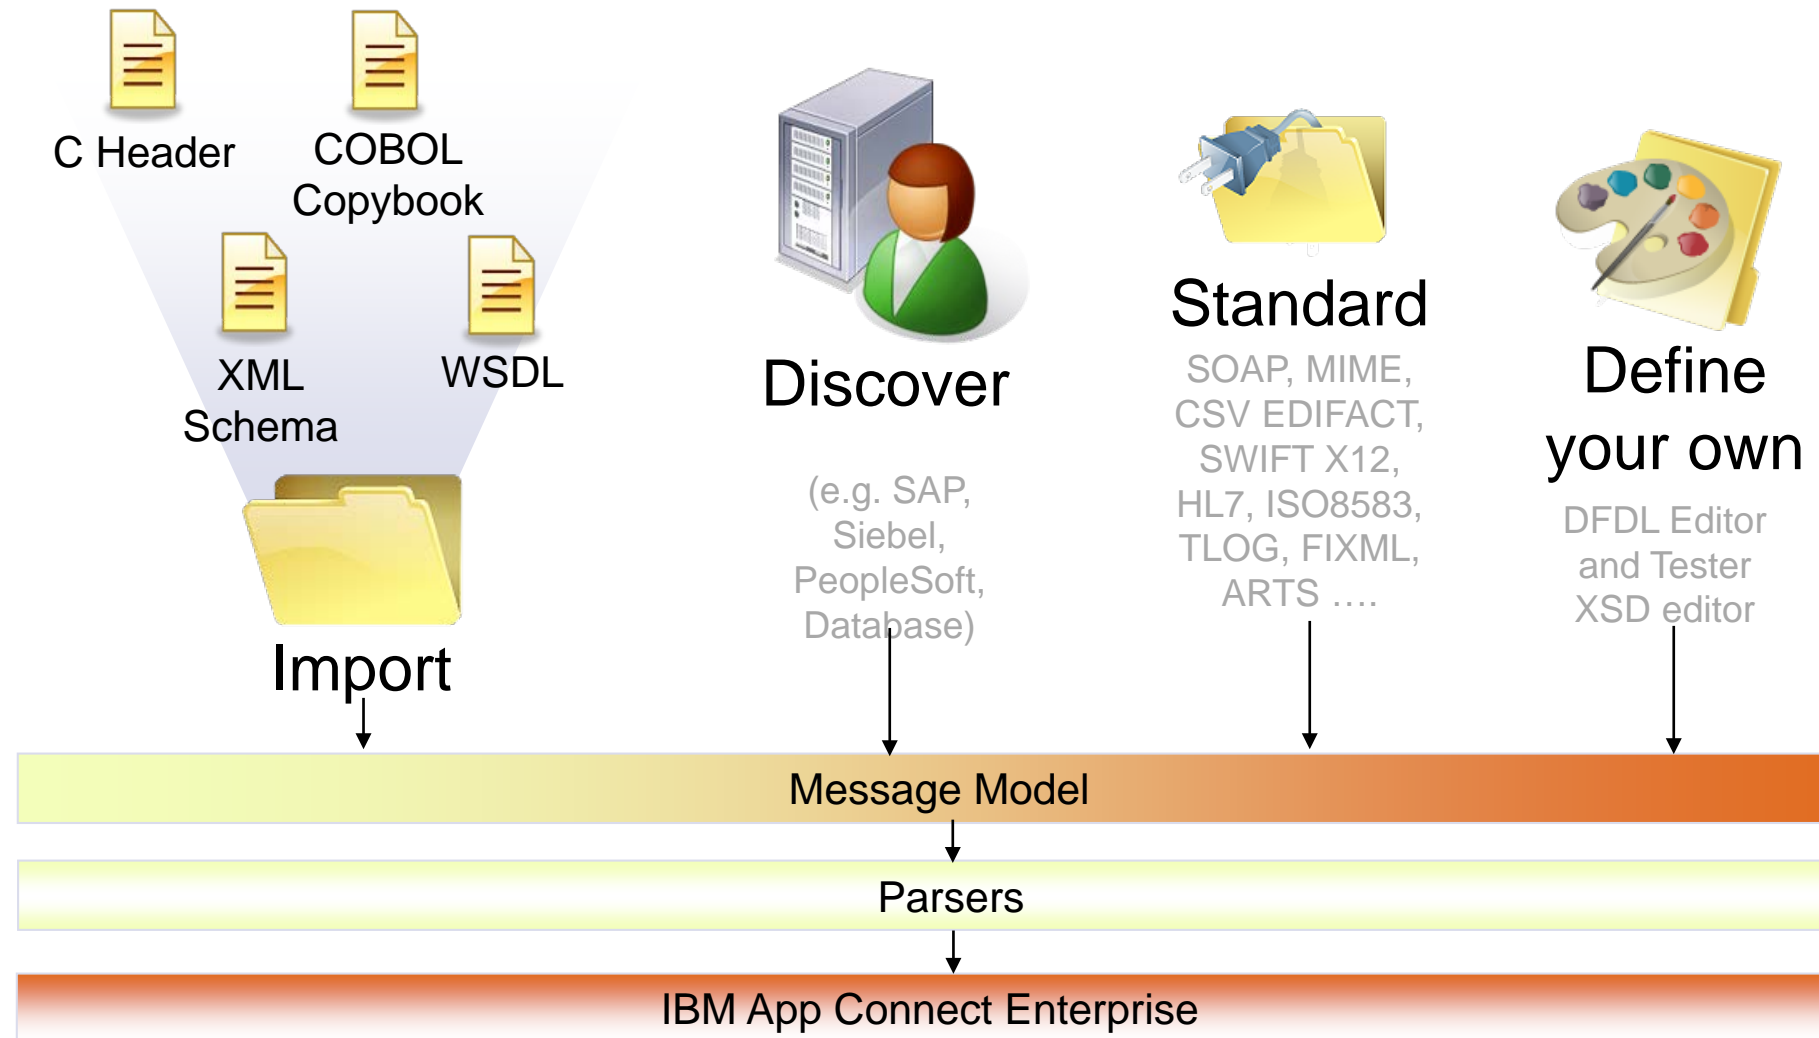 C Header
COBOL
Copybook
XML
Schema
WSDL
Import
Discover
(e.g. SAP,
Siebel,
PeopleSoft,
Database)
Standard
SOAP, MIME,
CSV EDIFACT,
SWIFT X12,
HL7, ISO8583,
TLOG, FIXML,
ARTS ….
Define
your own
DFDL Editor
and Tester
XSD editor
Message Model
Parsers
IBM App Connect Enterprise